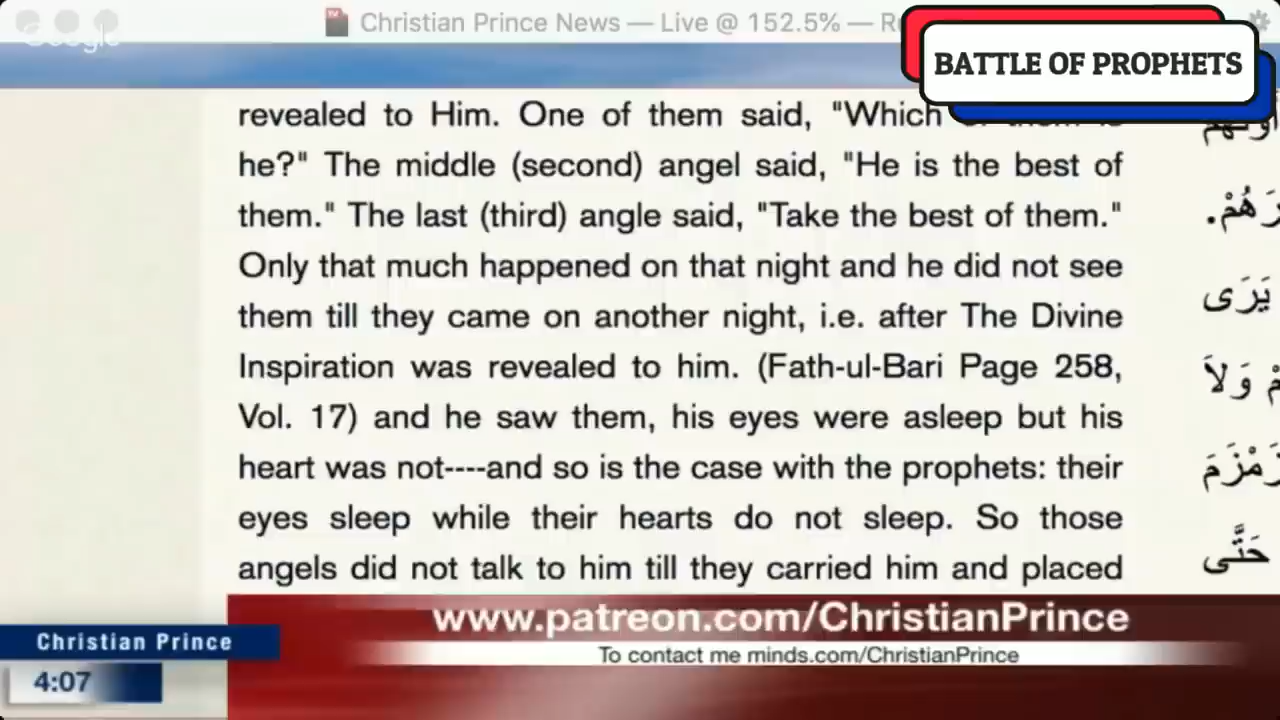 Christian Prince News — Live @ 152.5% —
Google
BATTLE OF PROPHETS
revealed to Him. One of them said, "Which
he?" The middle (second) angel said, "He is the best of
them." The last (third) angle said, "Take the best of them."
Only that much happened on that night and he did not see
them till they came on another night, i.e. after The Divine
Inspiration was revealed to him. (Fath-ul-Bari Page 258,
Vol. 17) and he saw them, his eyes were asleep but his
heart was not----and so is the case with the prophets: their
eyes sleep while their hearts do not sleep. So those
angels did not talk to him till they carried him and placed
يَرَى
وَلاَ
حَتَّى
www.patreon.com/ChristianPrince
Christian Prince
To contact me minds.com/ChristianPrince
4:07